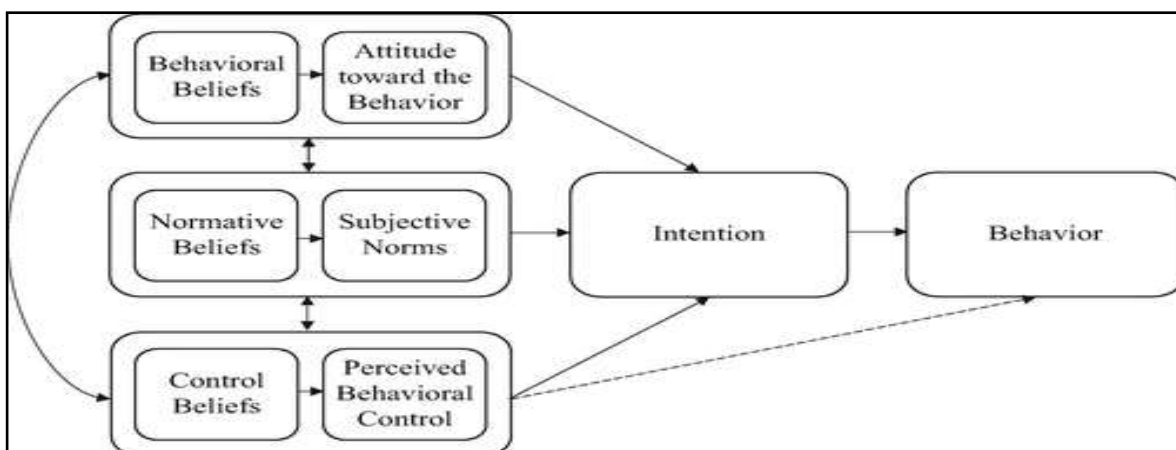 Behavioral
Beliefs
Attitude
toward the
Behavior
Normative
Beliefs
Subjective
Norms
Intention
Behavior
Control
Beliefs
Perceived
Behavioral
Control